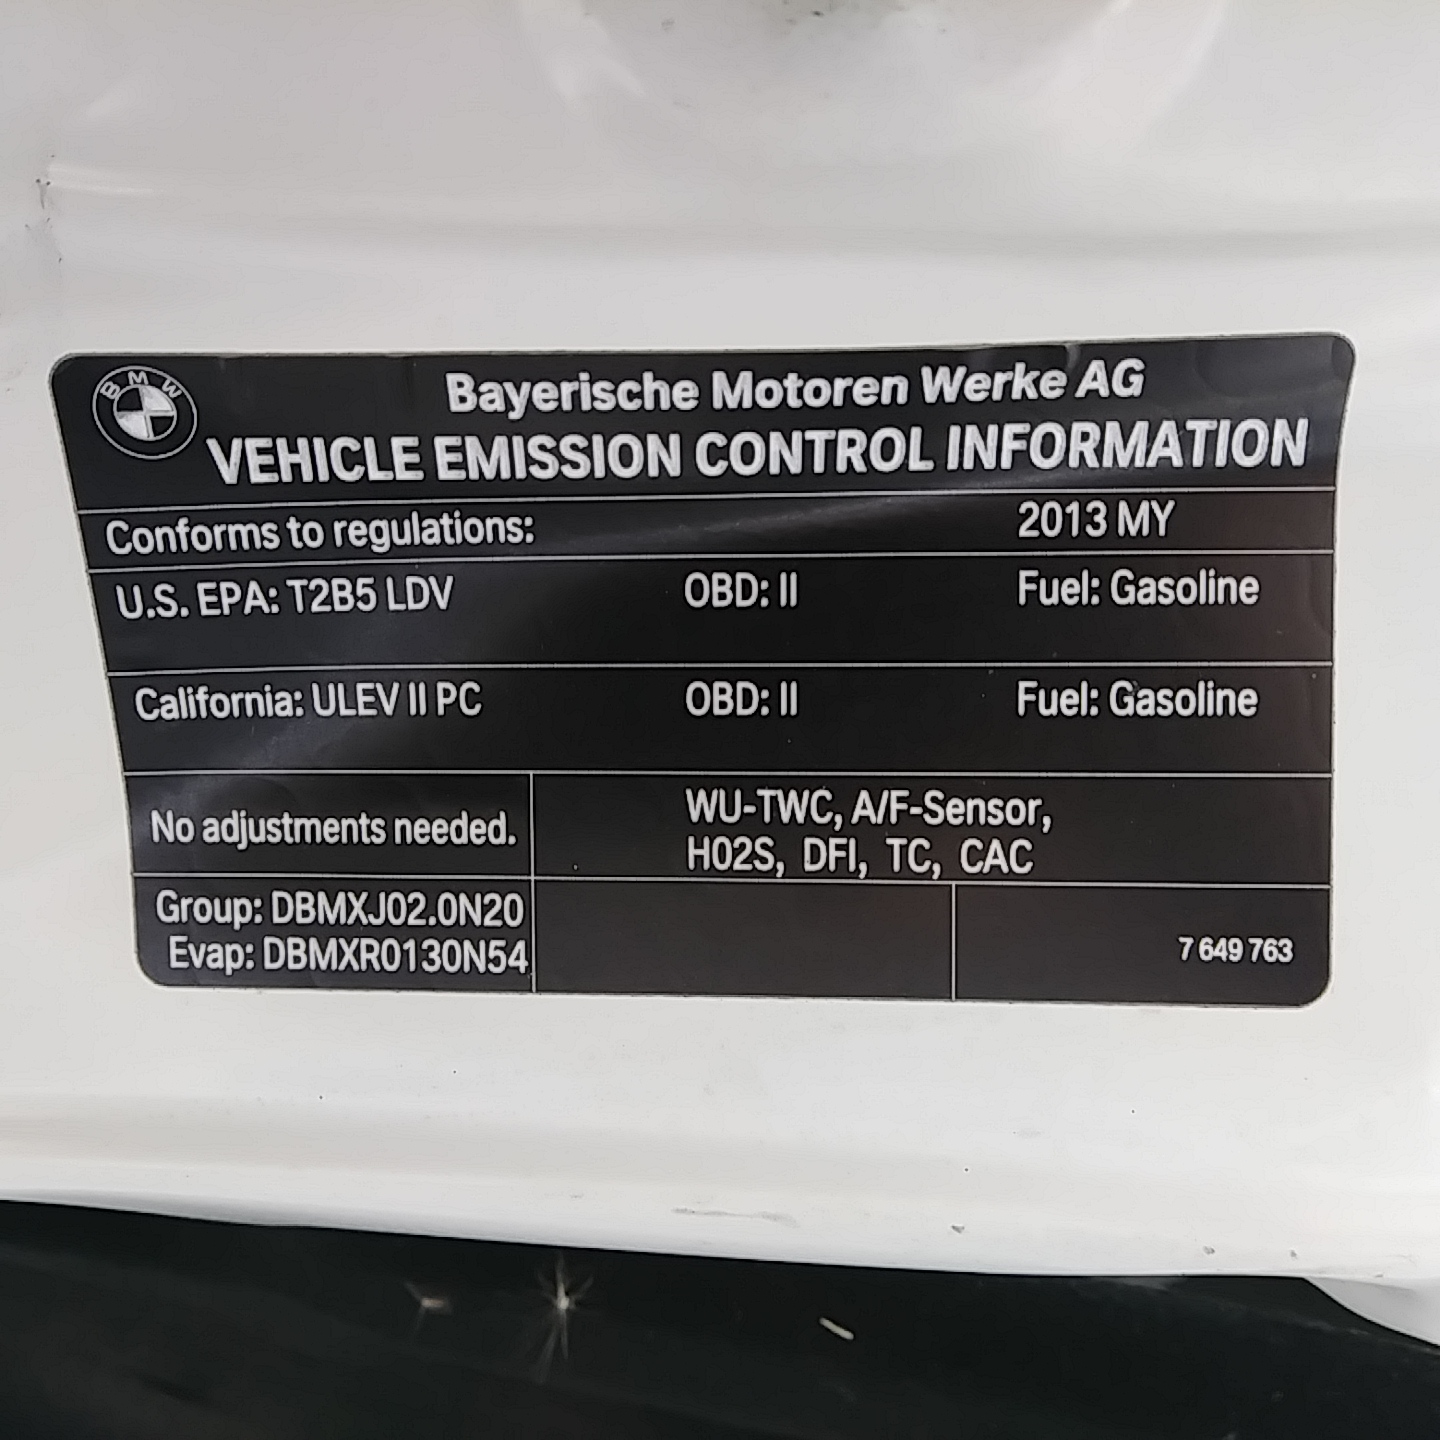 BMW
Bayerische Motoren Werke AG
VEHICLE EMISSION CONTROL INFORMATION
Conforms to regulations: 2013 MY
U.S. EPA: T2B5 LDV OBD: II Fuel: Gasoline
California: ULEV II PC OBD: II Fuel: Gasoline
No adjustments needed.
WU-TWC, A/F-Sensor,
H02S, DFI, TC, CAC
Group: DBMXJ02.0N20
Evap: DBMXR0130N54
7 649 763